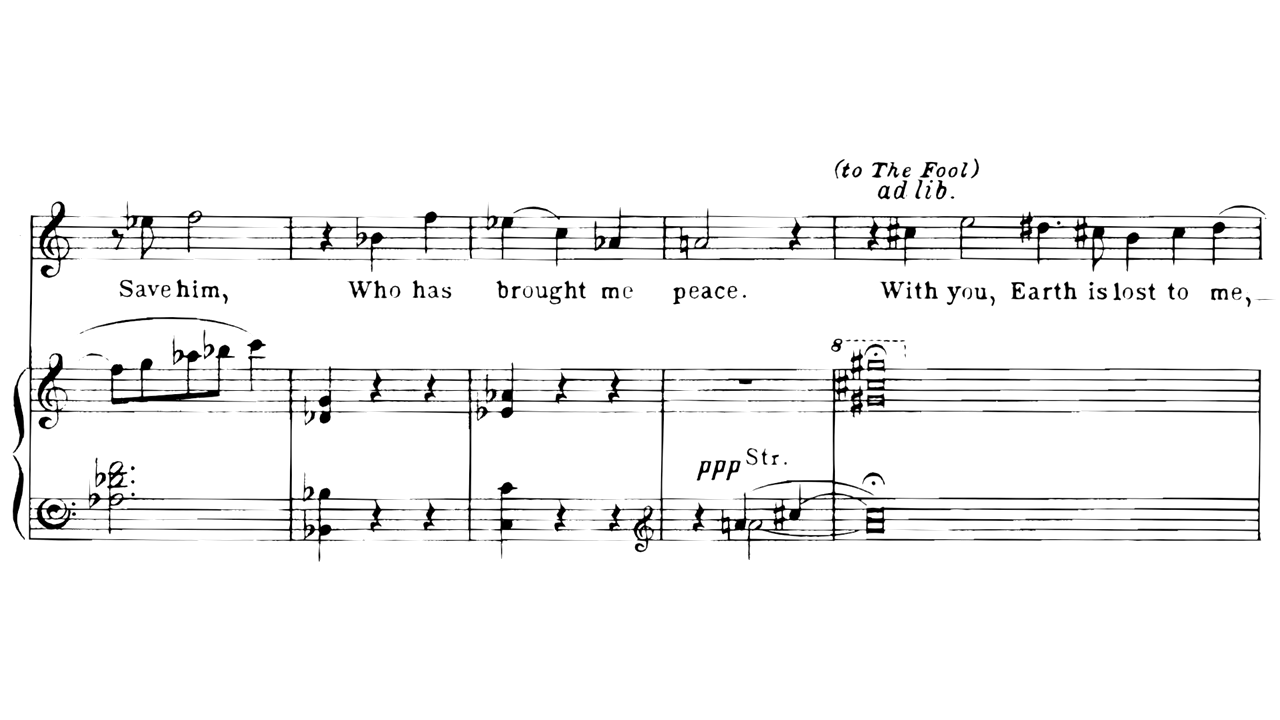 (to The Fool)
ad lib.
Save him, Who has brought me peace. With you, Earth is lost to me,
8
ppp Str.